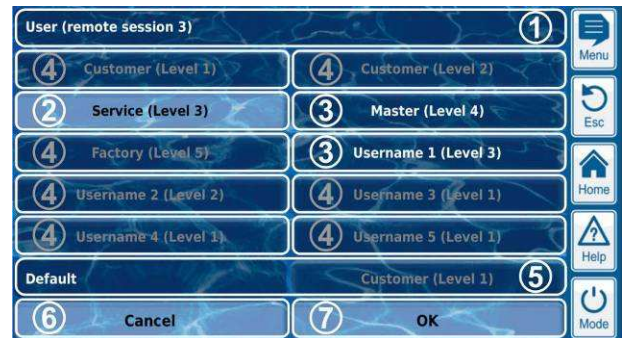 User (remote session 3) 1
4 Customer (Level 1) 4 Customer (Level 2)
2 Service (Level 3) 3 Master (Level 4)
4 Factory (Level 5) 3 Username 1 (Level 3)
4 Username 2 (Level 2) 4 Username 3 (Level 1)
4 Username 4 (Level 1) 4 Username 5 (Level 1)
Default Customer (Level 1) 5
6 Cancel 7 OK
Menu
Esc
Home
? Help
Mode